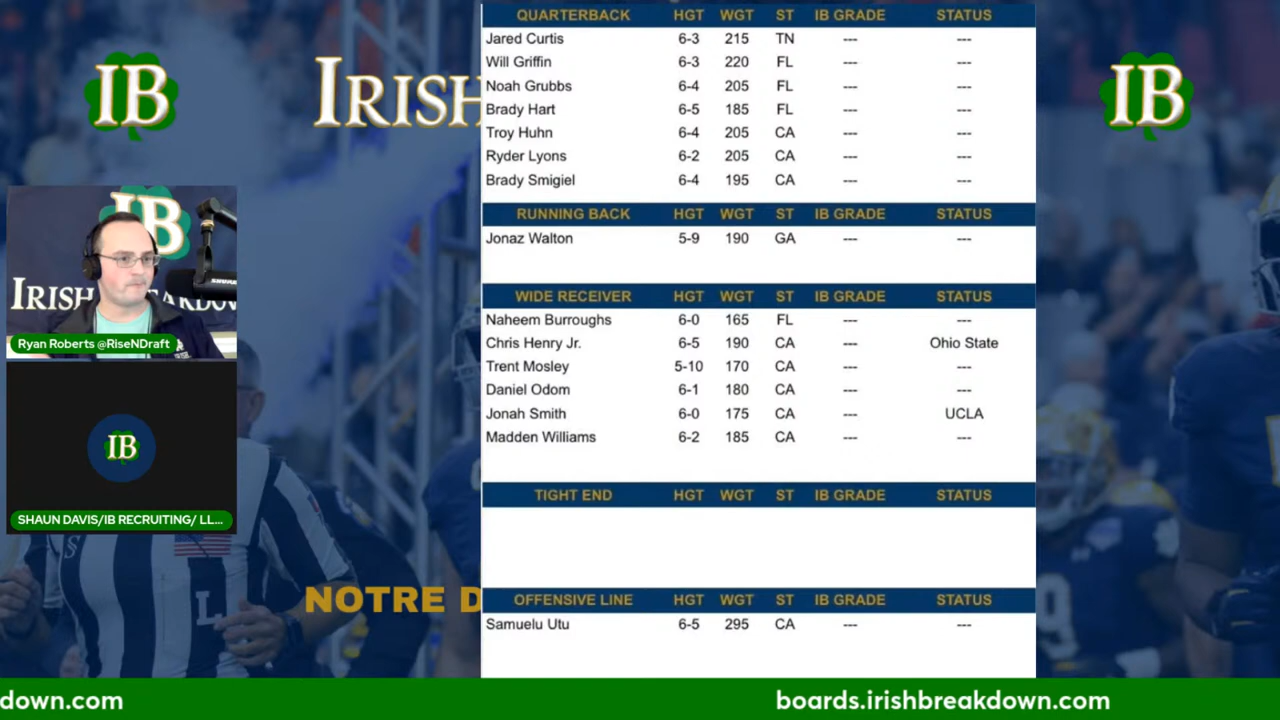 IB
IRISH
IB
IB
IRISH
AKDOW
SHURE
Ryan Roberts @RiseNDraft
IB
SHAUN DAVIS/IB RECRUITING/ LL...
S
L
NOTRE D
9
QUARTERBACK HGT WGT ST IB GRADE STATUS
Jared Curtis 6-3 215 TN --- ---
Will Griffin 6-3 220 FL --- ---
Noah Grubbs 6-4 205 FL --- ---
Brady Hart 6-5 185 FL --- ---
Troy Huhn 6-4 205 CA --- ---
Ryder Lyons 6-2 205 CA --- ---
Brady Smigiel 6-4 195 CA --- ---
RUNNING BACK HGT WGT ST IB GRADE STATUS
Jonaz Walton 5-9 190 GA --- ---
WIDE RECEIVER HGT WGT ST IB GRADE STATUS
Naheem Burroughs 6-0 165 FL --- ---
Chris Henry Jr. 6-5 190 CA --- Ohio State
Trent Mosley 5-10 170 CA --- ---
Daniel Odom 6-1 180 CA --- ---
Jonah Smith 6-0 175 CA --- UCLA
Madden Williams 6-2 185 CA --- ---
TIGHT END HGT WGT ST IB GRADE STATUS
OFFENSIVE LINE HGT WGT ST IB GRADE STATUS
Samuelu Utu 6-5 295 CA --- ---
down.com boards.irishbreakdown.com